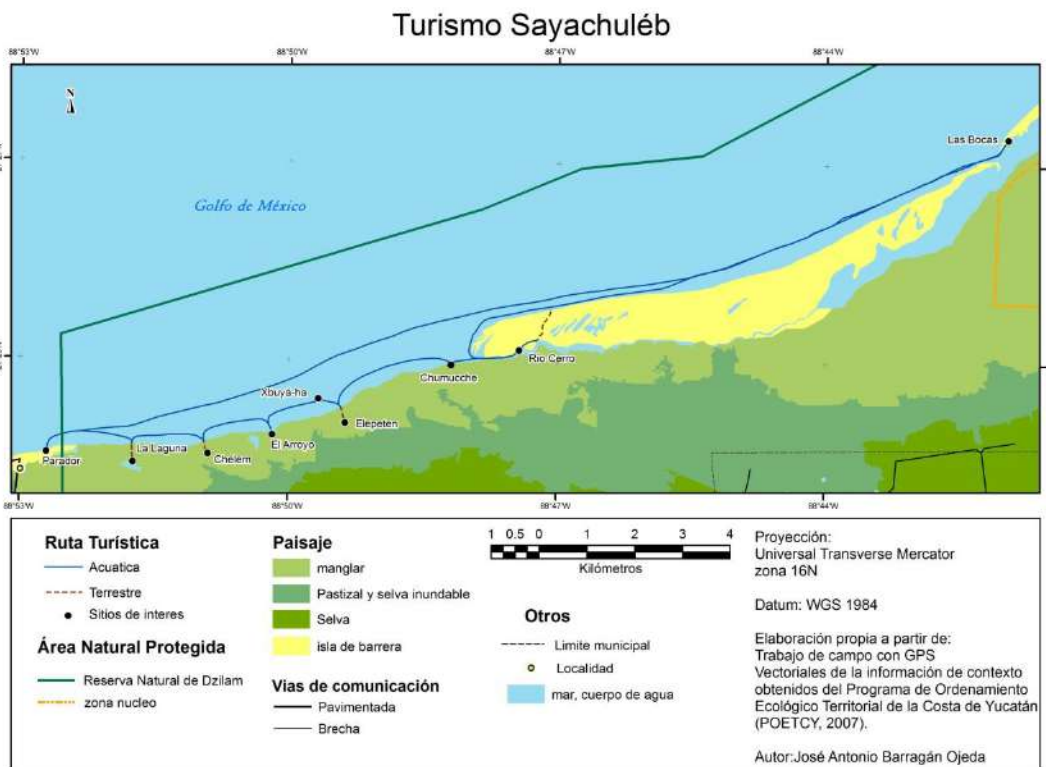 Turismo Sayachuléb
88°53'W
88°50'W
88°47'W
88°44'W
N
Las Bocas
Golfo de México
Rio Cerro
Chumucche
Xbuya-ha
Elepeten
El Arroyo
La Laguna
Chelem
Parador
88°53'W
88°50'W
88°47'W
88°44'W
Ruta Turística
Acuatica
Terrestre
Sitios de interes
Área Natural Protegida
Reserva Natural de Dzilam
zona nucleo
Paisaje
manglar
Pastizal y selva inundable
Selva
isla de barrera
Vias de comunicación
Pavimentada
Brecha
1 0.5 0 1 2 3 4
Kilómetros
Otros
Limite municipal
Localidad
mar, cuerpo de agua
Proyección:
Universal Transverse Mercator
zona 16N
Datum: WGS 1984
Elaboración propia a partir de:
Trabajo de campo con GPS
Vectoriales de la información de contexto
obtenidos del Programa de Ordenamiento
Ecológico Territorial de la Costa de Yucatán
(POETCY, 2007).
Autor:José Antonio Barragán Ojeda